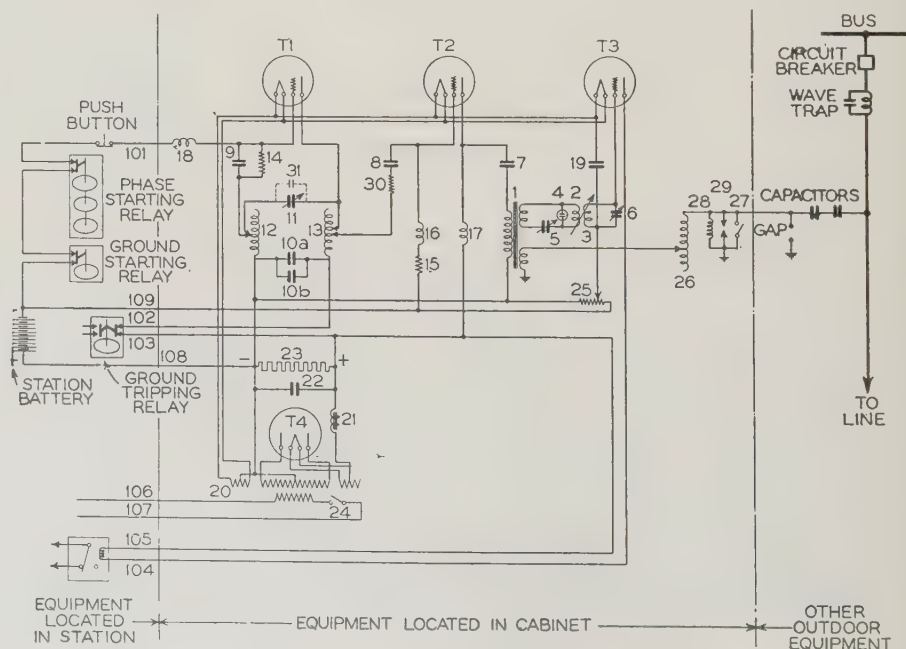 BUS
T1
T2
T3
CIRCUIT
BREAKER
WAVE
TRAP
PUSH
BUTTON
101
18
9
14
8
30
7
19
31
11
PHASE
STARTING
RELAY
12
13
10a
10b
16
15
17
1
4
2
5
3
6
28
29
27
CAPACITORS
GAP
26
GROUND
STARTING
RELAY
109
102
103
108
25
- 23 +
22
STATION
BATTERY
GROUND
TRIPPING
RELAY
TO
LINE
T4
21
20
106
107
24
105
104
EQUIPMENT
LOCATED
IN STATION
EQUIPMENT LOCATED IN CABINET
OTHER
OUTDOOR
EQUIPMENT